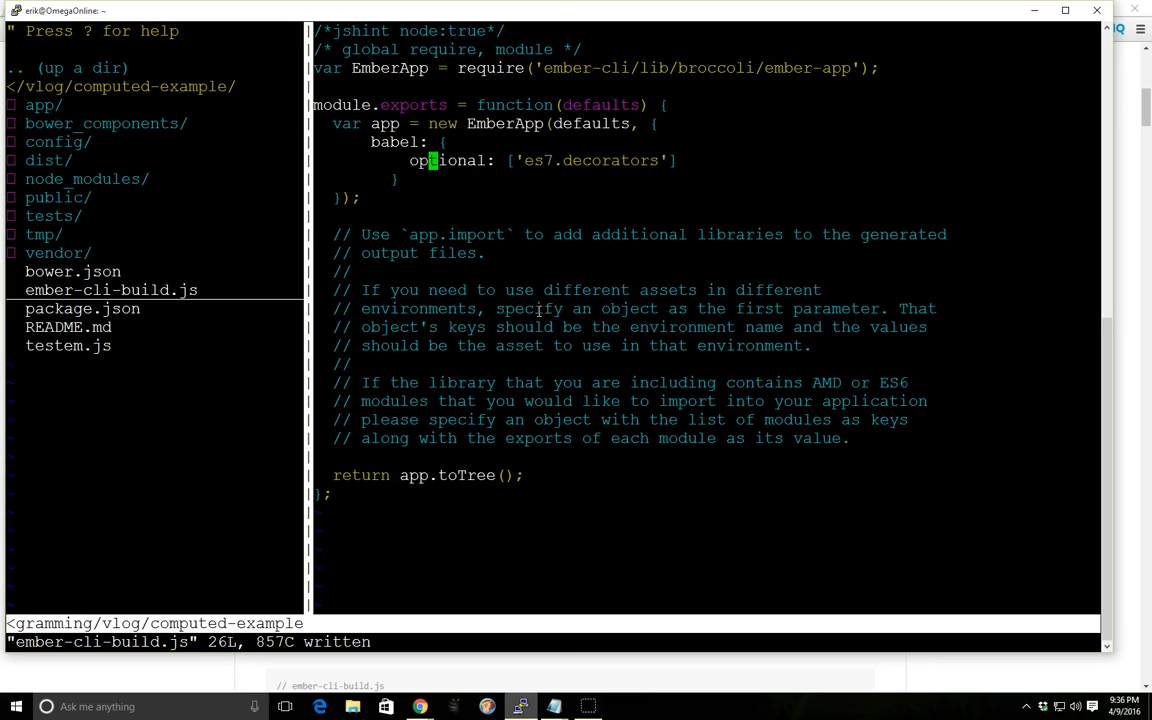 erik@OmegaOnline: ~
" Press ? for help
.. (up a dir)
</vlog/computed-example/
app/
bower_components/
config/
dist/
node_modules/
public/
tests/
tmp/
vendor/
bower.json
ember-cli-build.js
package.json
README.md
testem.js
<gramming/vlog/computed-example
/*jshint node:true*/
/* global require, module */
var EmberApp = require('ember-cli/lib/broccoli/ember-app');
module.exports = function(defaults) {
var app = new EmberApp(defaults, {
babel: {
optional: ['es7.decorators']
}
});
// Use `app.import` to add additional libraries to the generated
// output files.
//
// If you need to use different assets in different
// environments, specify an object as the first parameter. That
// object's keys should be the environment name and the values
// should be the asset to use in that environment.
//
// If the library that you are including contains AMD or ES6
// modules that you would like to import into your application
// please specify an object with the list of modules as keys
// along with the exports of each module as its value.
return app.toTree();
};
"ember-cli-build.js" 26L, 857C written
// ember-cli-build.js
Ask me anything
9:36 PM
4/9/2016